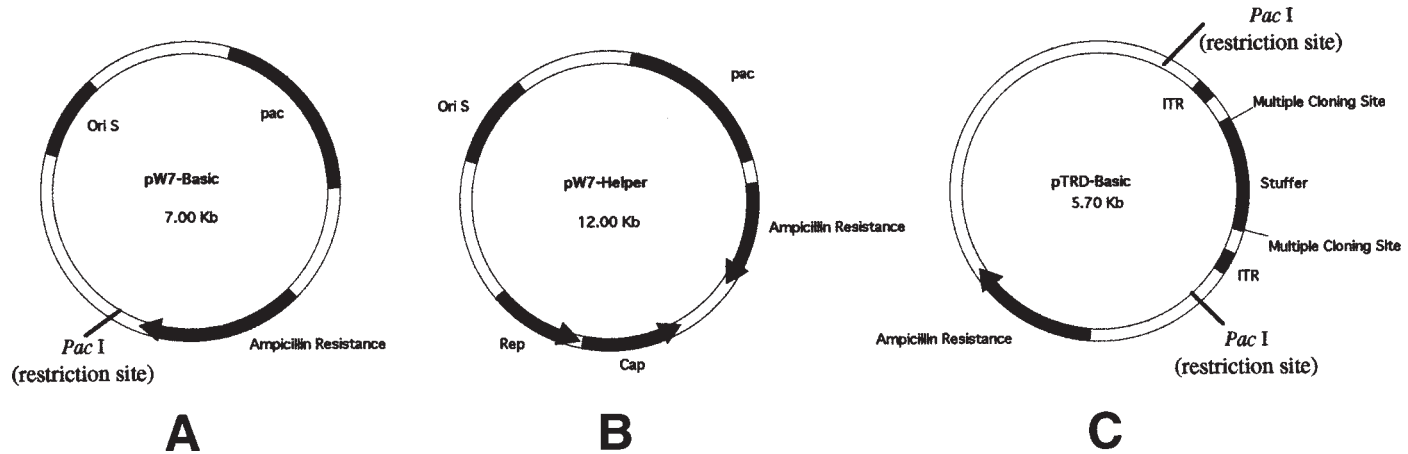 Ori S
pac
pW7-Basic
7.00 Kb
Pac I
(restriction site)
Ampicillin Resistance
A
Ori S
pac
pW7-Helper
12.00 Kb
Ampicillin Resistance
Rep
Cap
B
Pac I
(restriction site)
ITR
Multiple Cloning Site
pTRD-Basic
5.70 Kb
Stuffer
Multiple Cloning Site
ITR
Ampicillin Resistance
Pac I
(restriction site)
C